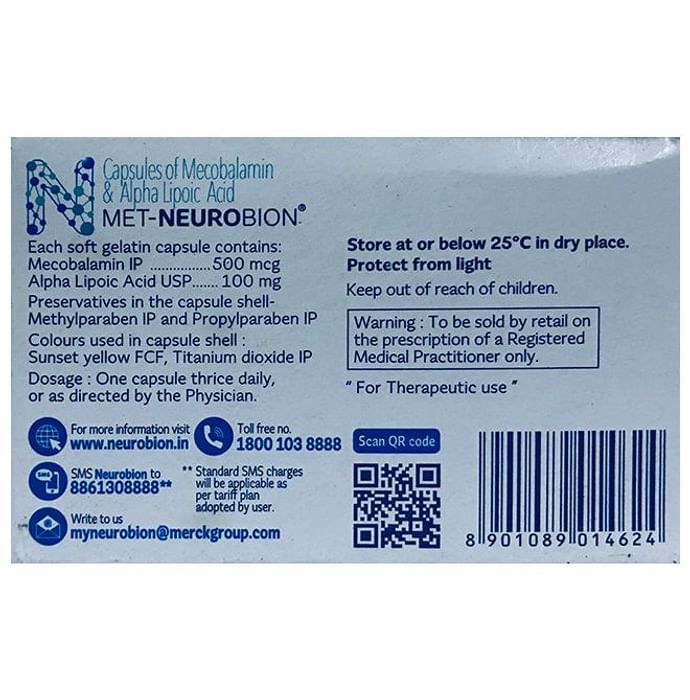 Capsules of Mecobalamin
& Alpha Lipoic Acid
MET-NEUROBION®
Each soft gelatin capsule contains:
Mecobalamin IP ...............500 mcg
Alpha Lipoic Acid USP....... 100 mg
Preservatives in the capsule shell-
Methylparaben IP and Propylparaben IP
Colours used in capsule shell :
Sunset yellow FCF, Titanium dioxide IP
Dosage : One capsule thrice daily,
or as directed by the Physician.
For more information visit
www.neurobion.in
Toll free no.
1800 103 8888
SMS
SMS Neurobion to
8861308888**
** Standard SMS charges
will be applicable as
per tariff plan
adopted by user.
Write to us
myneurobion@merckgroup.com
Store at or below 25°C in dry place.
Protect from light
Keep out of reach of children.
Warning : To be sold by retail on
the prescription of a Registered
Medical Practitioner only.
" For Therapeutic use "
Scan QR code
8 901089 014624